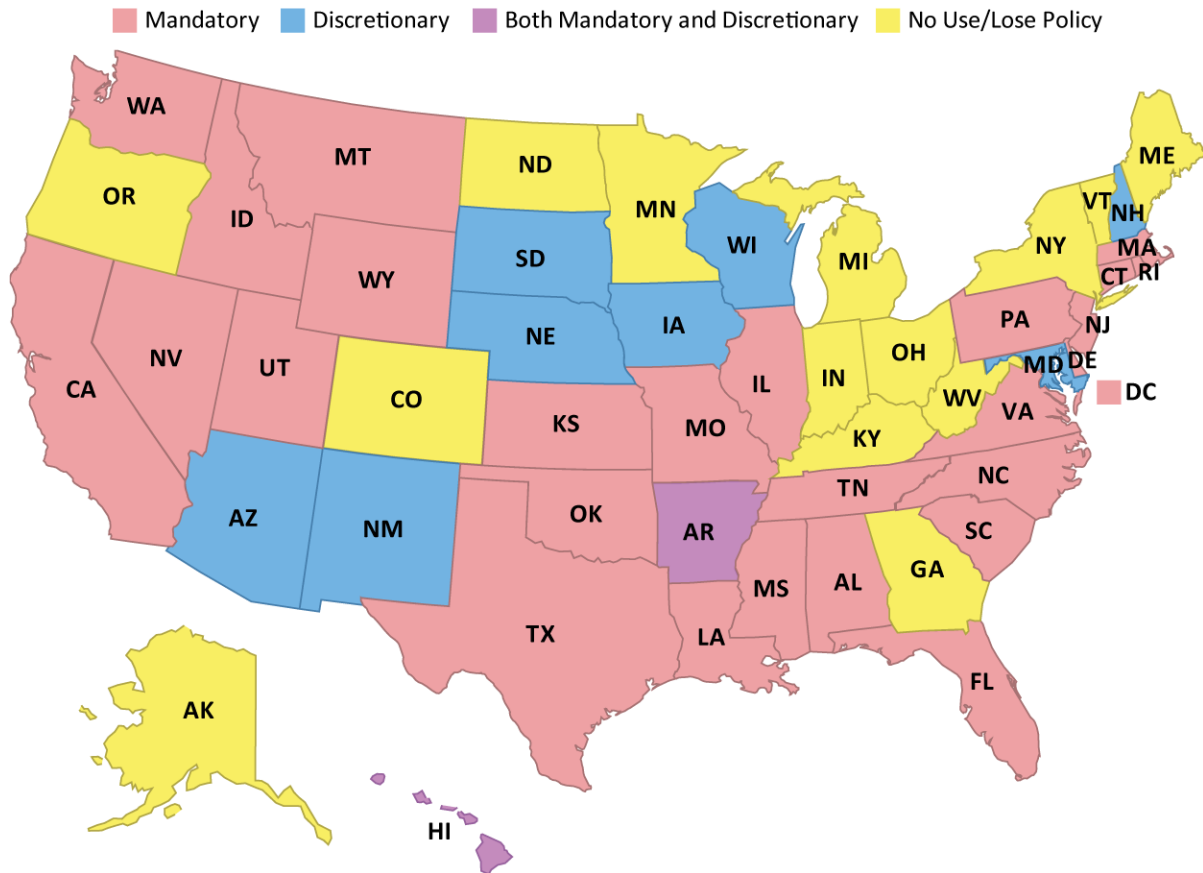 Mandatory Discretionary Both Mandatory and Discretionary No Use/Lose Policy
WA
MT
ND
MN
ME
VT
NH
OR
ID
SD
WI
MI
NY
MA
CT
RI
WY
NE
IA
PA
NJ
NV
UT
CO
IL
IN
OH
MD
DE
CA
KS
MO
KY
WV
VA
DC
AZ
NM
OK
AR
TN
NC
SC
TX
LA
MS
AL
GA
FL
AK
HI